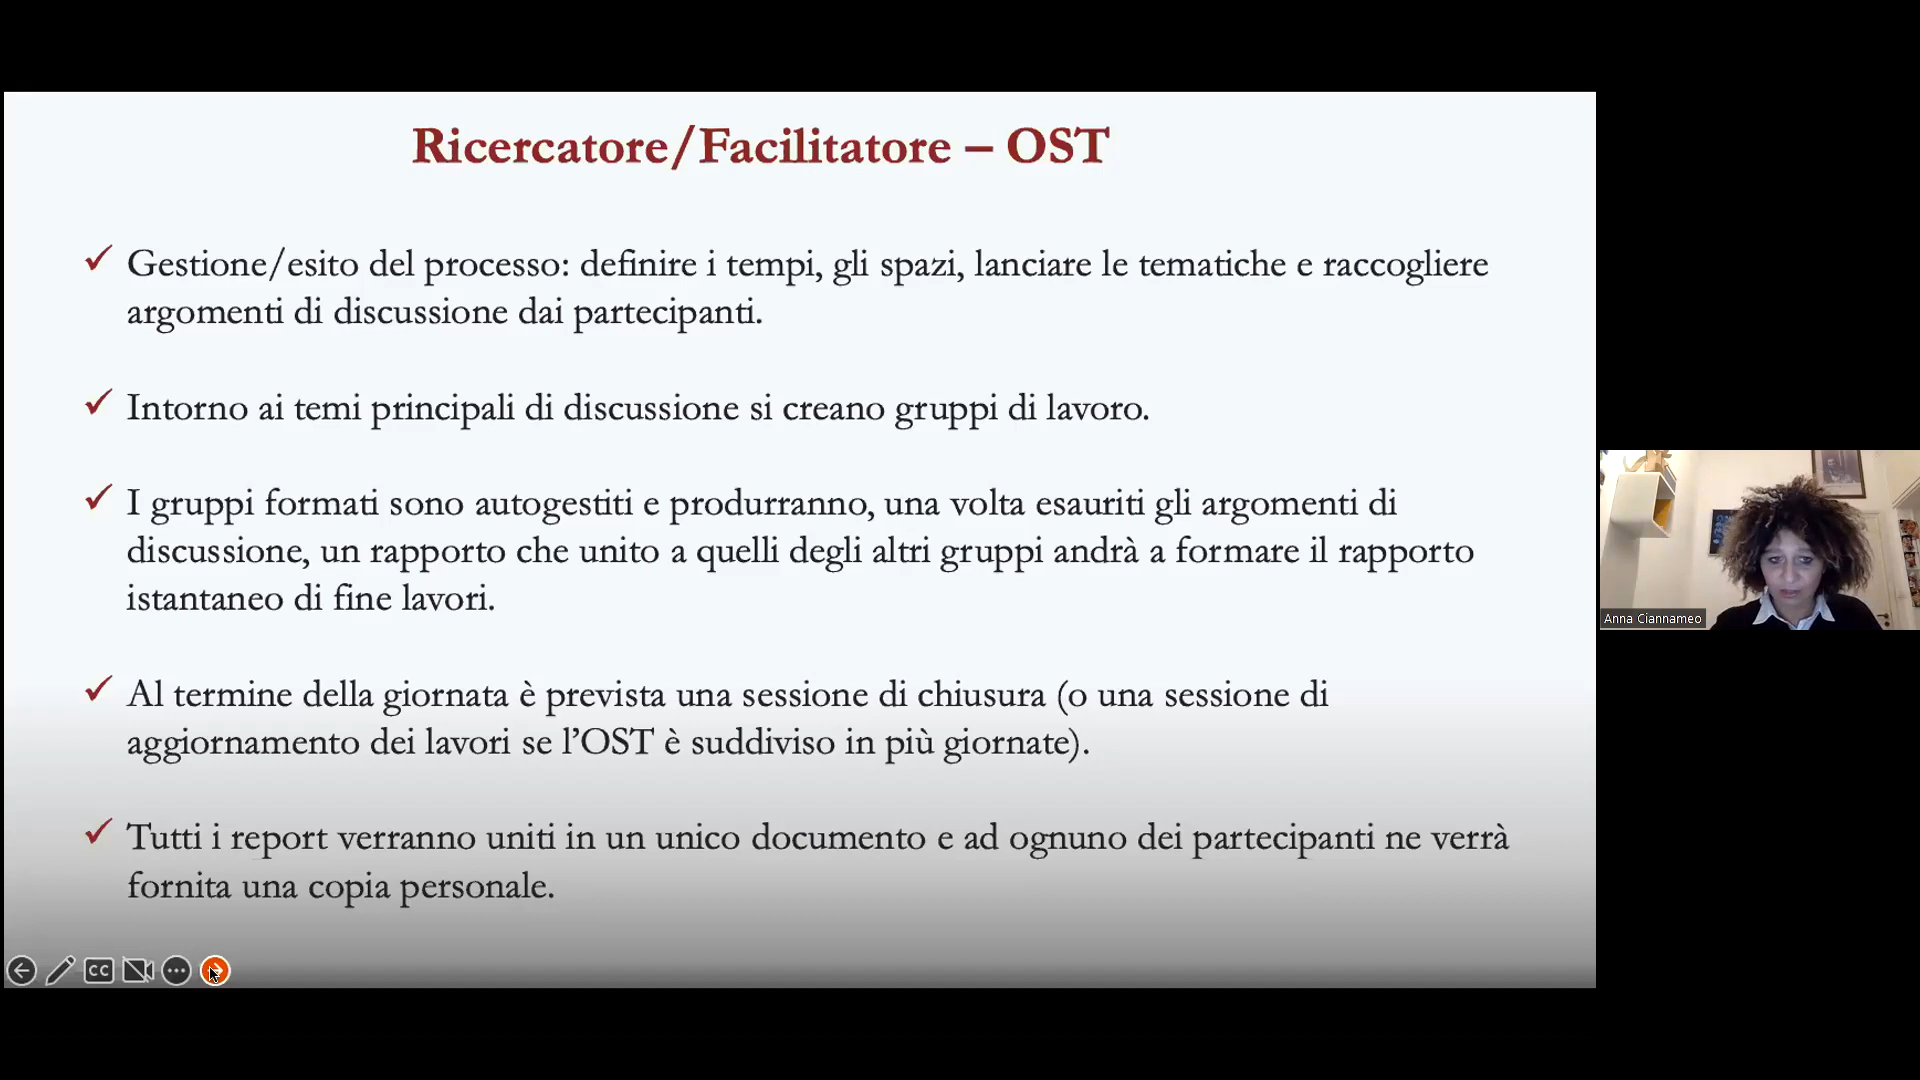 Ricercatore/Facilitatore – OST
✓ Gestione/esito del processo: definire i tempi, gli spazi, lanciare le tematiche e raccogliere
argomenti di discussione dai partecipanti.
✓ Intorno ai temi principali di discussione si creano gruppi di lavoro.
✓ I gruppi formati sono autogestiti e produrranno, una volta esauriti gli argomenti di
discussione, un rapporto che unito a quelli degli altri gruppi andrà a formare il rapporto
istantaneo di fine lavori.
✓ Al termine della giornata è prevista una sessione di chiusura (o una sessione di
aggiornamento dei lavori se l’OST è suddiviso in più giornate).
✓ Tutti i report verranno uniti in un unico documento e ad ognuno dei partecipanti ne verrà
fornita una copia personale.
CC
Anna Ciannameo